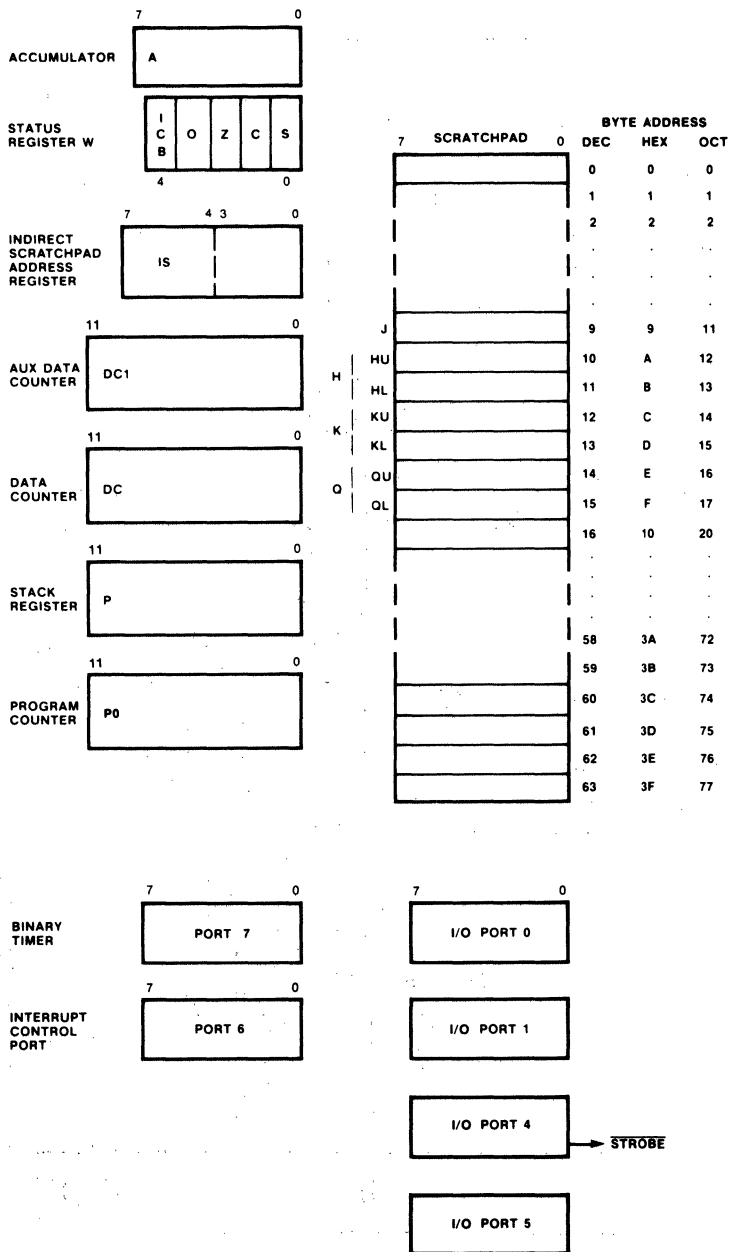 7 0
ACCUMULATOR A
STATUS REGISTER W
ICB O Z C S
4 0
7 4 3 0
INDIRECT
SCRATCHPAD
ADDRESS
REGISTER
IS
11 0
AUX DATA
COUNTER
DC1
11 0
DATA
COUNTER
DC
11 0
STACK
REGISTER
P
11 0
PROGRAM
COUNTER
P0
BYTE ADDRESS
7 SCRATCHPAD 0 DEC HEX OCT
0 0 0
1 1 1
2 2 2
. . .
. . .
. . .
J 9 9 11
H HU 10 A 12
HL 11 B 13
K KU 12 C 14
KL 13 D 15
Q QU 14 E 16
QL 15 F 17
16 10 20
. . .
. . .
. . .
58 3A 72
59 3B 73
60 3C 74
61 3D 75
62 3E 76
63 3F 77
7 0
BINARY
TIMER
PORT 7
7 0
INTERRUPT
CONTROL
PORT
PORT 6
7 0
I/O PORT 0
I/O PORT 1
I/O PORT 4
STROBE
I/O PORT 5